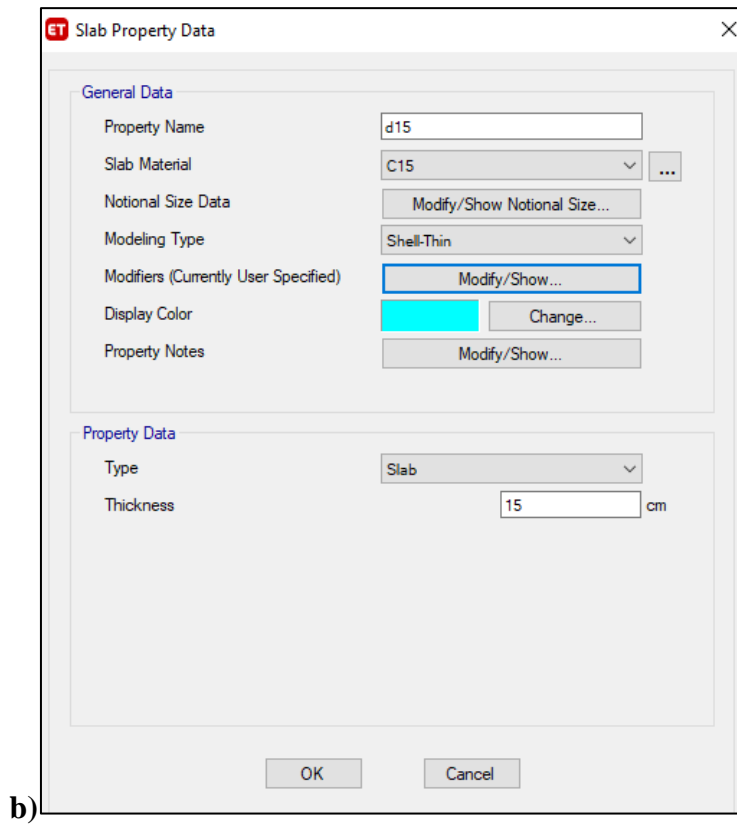 ET Slab Property Data
General Data
Property Name d15
Slab Material C15 ...
Notional Size Data Modify/Show Notional Size...
Modeling Type Shell-Thin
Modifiers (Currently User Specified) Modify/Show...
Display Color Change...
Property Notes Modify/Show...
Property Data
Type Slab
Thickness 15 cm
OK Cancel
b)